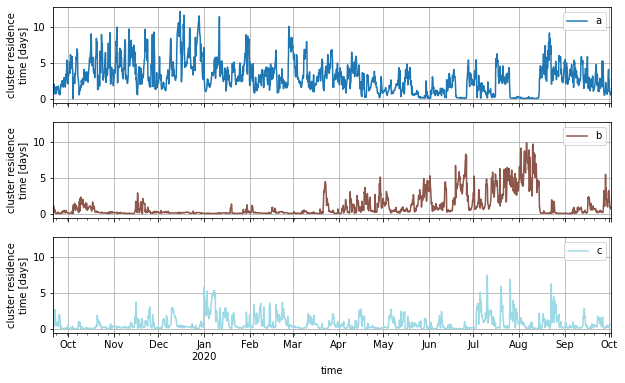 cluster residence
time [days]
10
5
0
a
cluster residence
time [days]
10
5
0
b
cluster residence
time [days]
10
5
0
c
Oct Nov Dec Jan Feb Mar Apr May Jun Jul Aug Sep Oct
2020
time